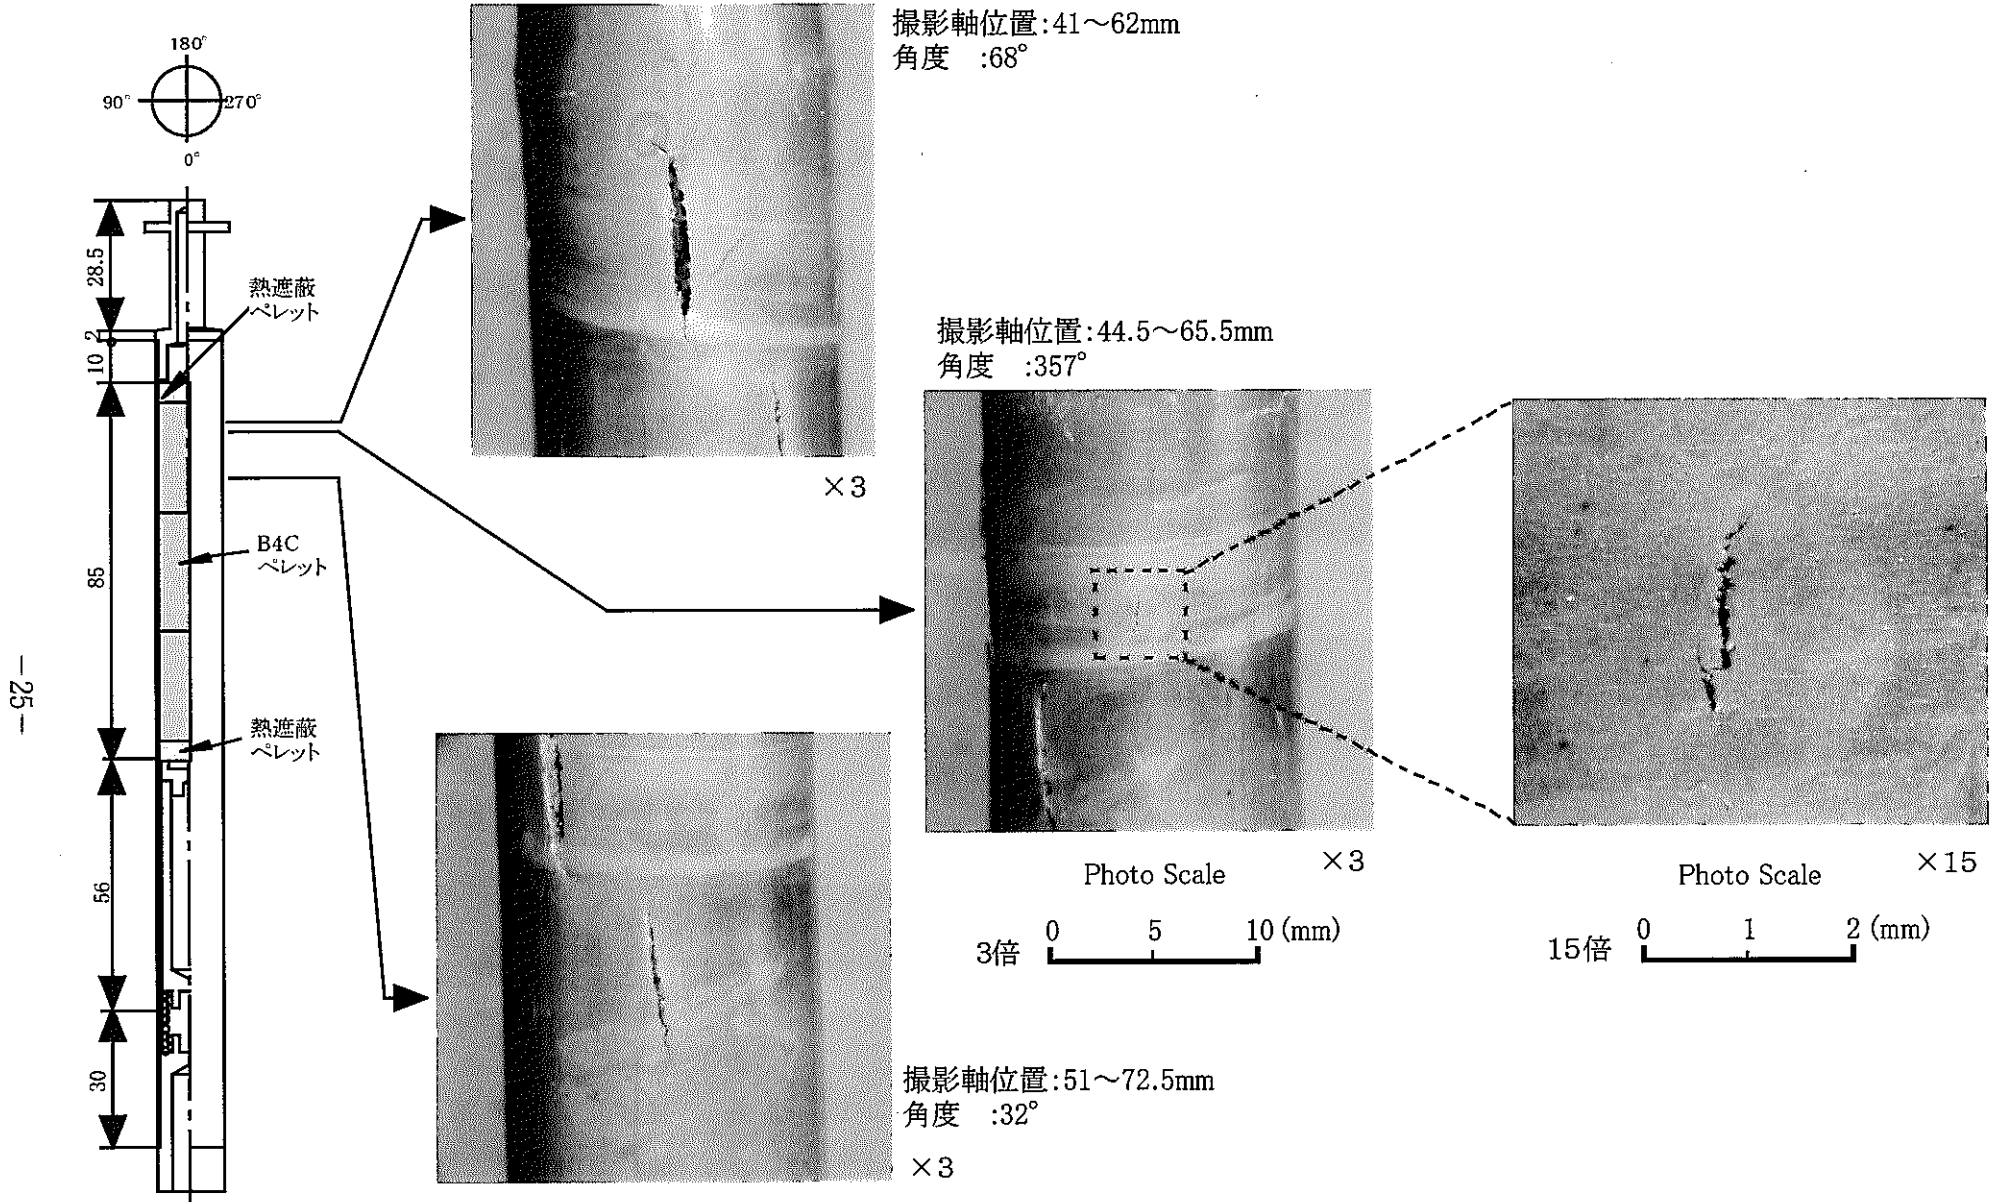 180°
90°
270°
0°
28.5
2
10
85
56
30
熱遮蔽
ペレット
B4C
ペレット
熱遮蔽
ペレット
撮影軸位置:41〜62mm
角度 :68°
×3
撮影軸位置:44.5〜65.5mm
角度 :357°
×3
Photo Scale
3倍
0 5 10 (mm)
×15
Photo Scale
15倍
0 1 2 (mm)
撮影軸位置:51〜72.5mm
角度 :32°
×3
-25-